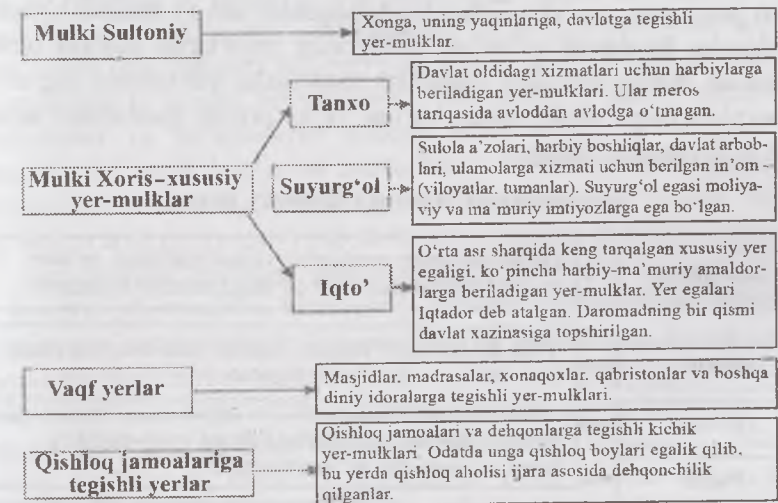 Mulki Sultoniy
Xonga, uning yaqinlariga, davlatga tegishli
yer-mulklar.
Mulki Xoris–xususiy
yer-mulklar
Tanxo
Davlat oldidagi xizmatlari uchun harbiylarga
beriladigan yer-mulklari. Ular meros
tariqasida avloddan avlodga o‘tmagan.
Suyurg‘ol
Sulola a’zolari, harbiy boshliqlar, davlat arbob-
lari, ulamolarga xizmati uchun berilgan in’om
(viloyatlar. tumanlar). Suyurg‘ol egasi moliya-
viy va ma’muriy imtiyozlarga ega bo‘lgan.
Iqto’
O‘rta asr sharqida keng tarqalgan xususiy yer
egaligi. ko‘pincha harbiy-ma’muriy amaldor-
larga beriladigan yer-mulklar. Yer egalari
Iqtador deb atalgan. Daromadning bir qismi
davlat xazinasiga topshirilgan.
Vaqf yerlar
Masjidlar. madrasalar, xonaqoxlar. qabristonlar va boshqa
diniy idoralarga tegishli yer-mulklari.
Qishloq jamoalariga
tegishli yerlar
Qishloq jamoalari va dehqonlarga tegishli kichik
yer-mulklari. Odatda unga qishloq boylari egalik qilib,
bu yerda qishloq aholisi ijara asosida dehqonchilik
qilganlar.